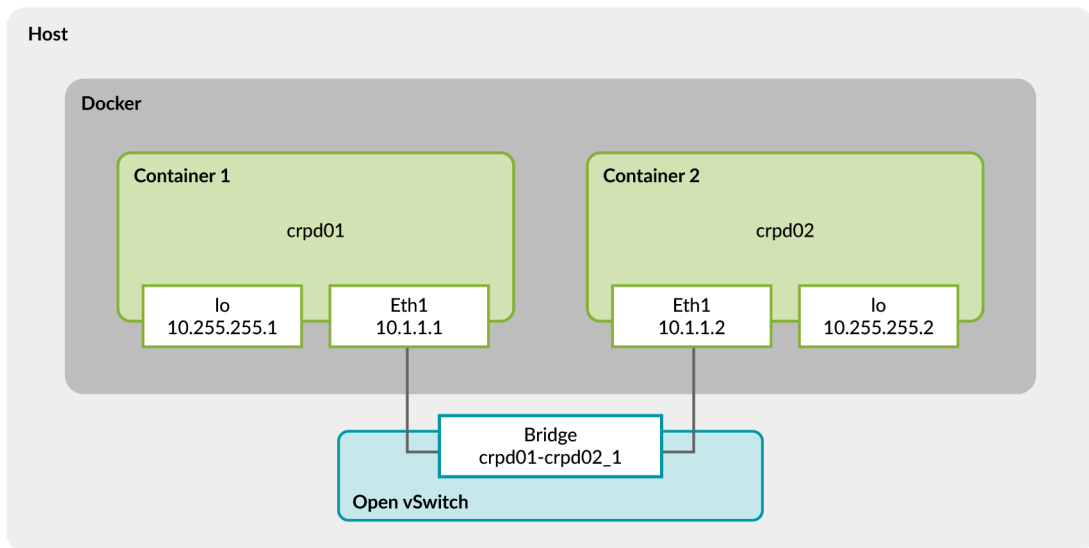 Host
Docker
Container 1
crpd01
lo
10.255.255.1
Eth1
10.1.1.1
Container 2
crpd02
Eth1
10.1.1.2
lo
10.255.255.2
Bridge
crpd01-crpd02_1
Open vSwitch